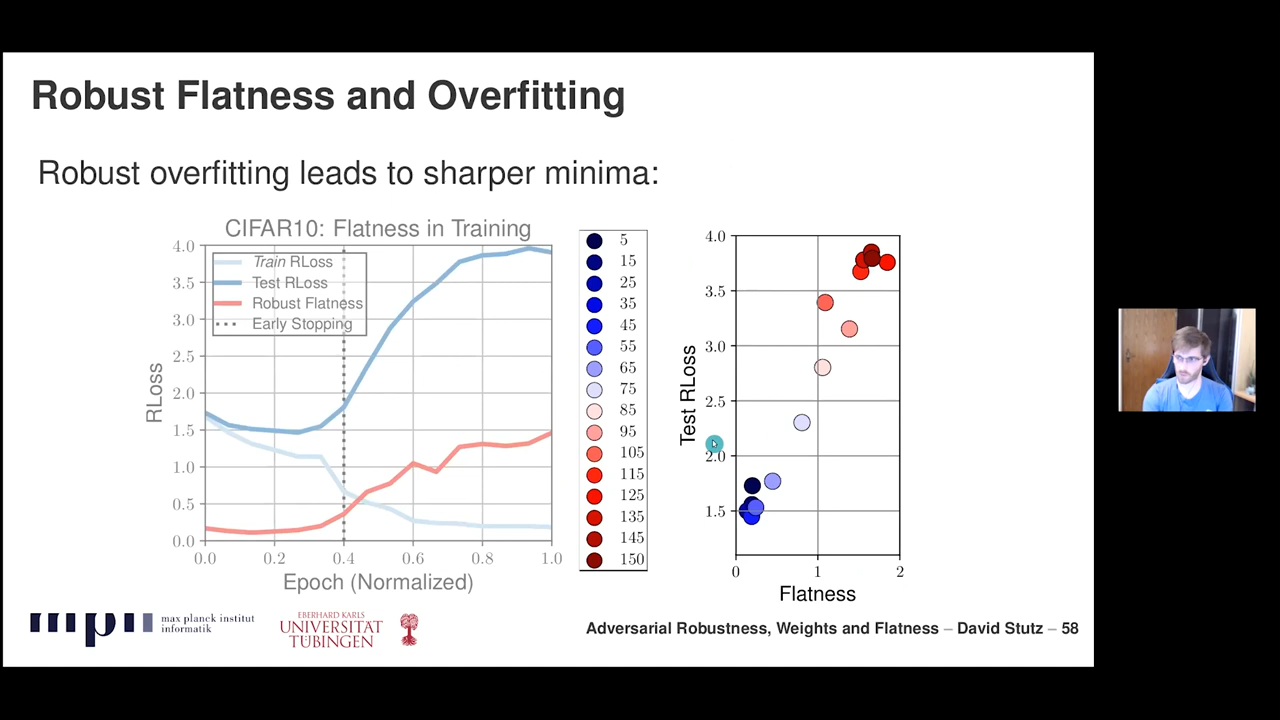 Robust Flatness and Overfitting
Robust overfitting leads to sharper minima:
CIFAR10: Flatness in Training
4.0
3.5
3.0
2.5
2.0
1.5
1.0
0.5
0.0
RLoss
Train RLoss
Test RLoss
Robust Flatness
Early Stopping
0.0 0.2 0.4 0.6 0.8 1.0
Epoch (Normalized)
5
15
25
35
45
55
65
75
85
95
105
115
125
135
145
150
4.0
3.5
3.0
2.5
2.0
1.5
Test RLoss
0 1 2
Flatness
max planck institut
informatik
EBERHARD KARLS
UNIVERSITÄT
TÜBINGEN
Adversarial Robustness, Weights and Flatness – David Stutz – 58